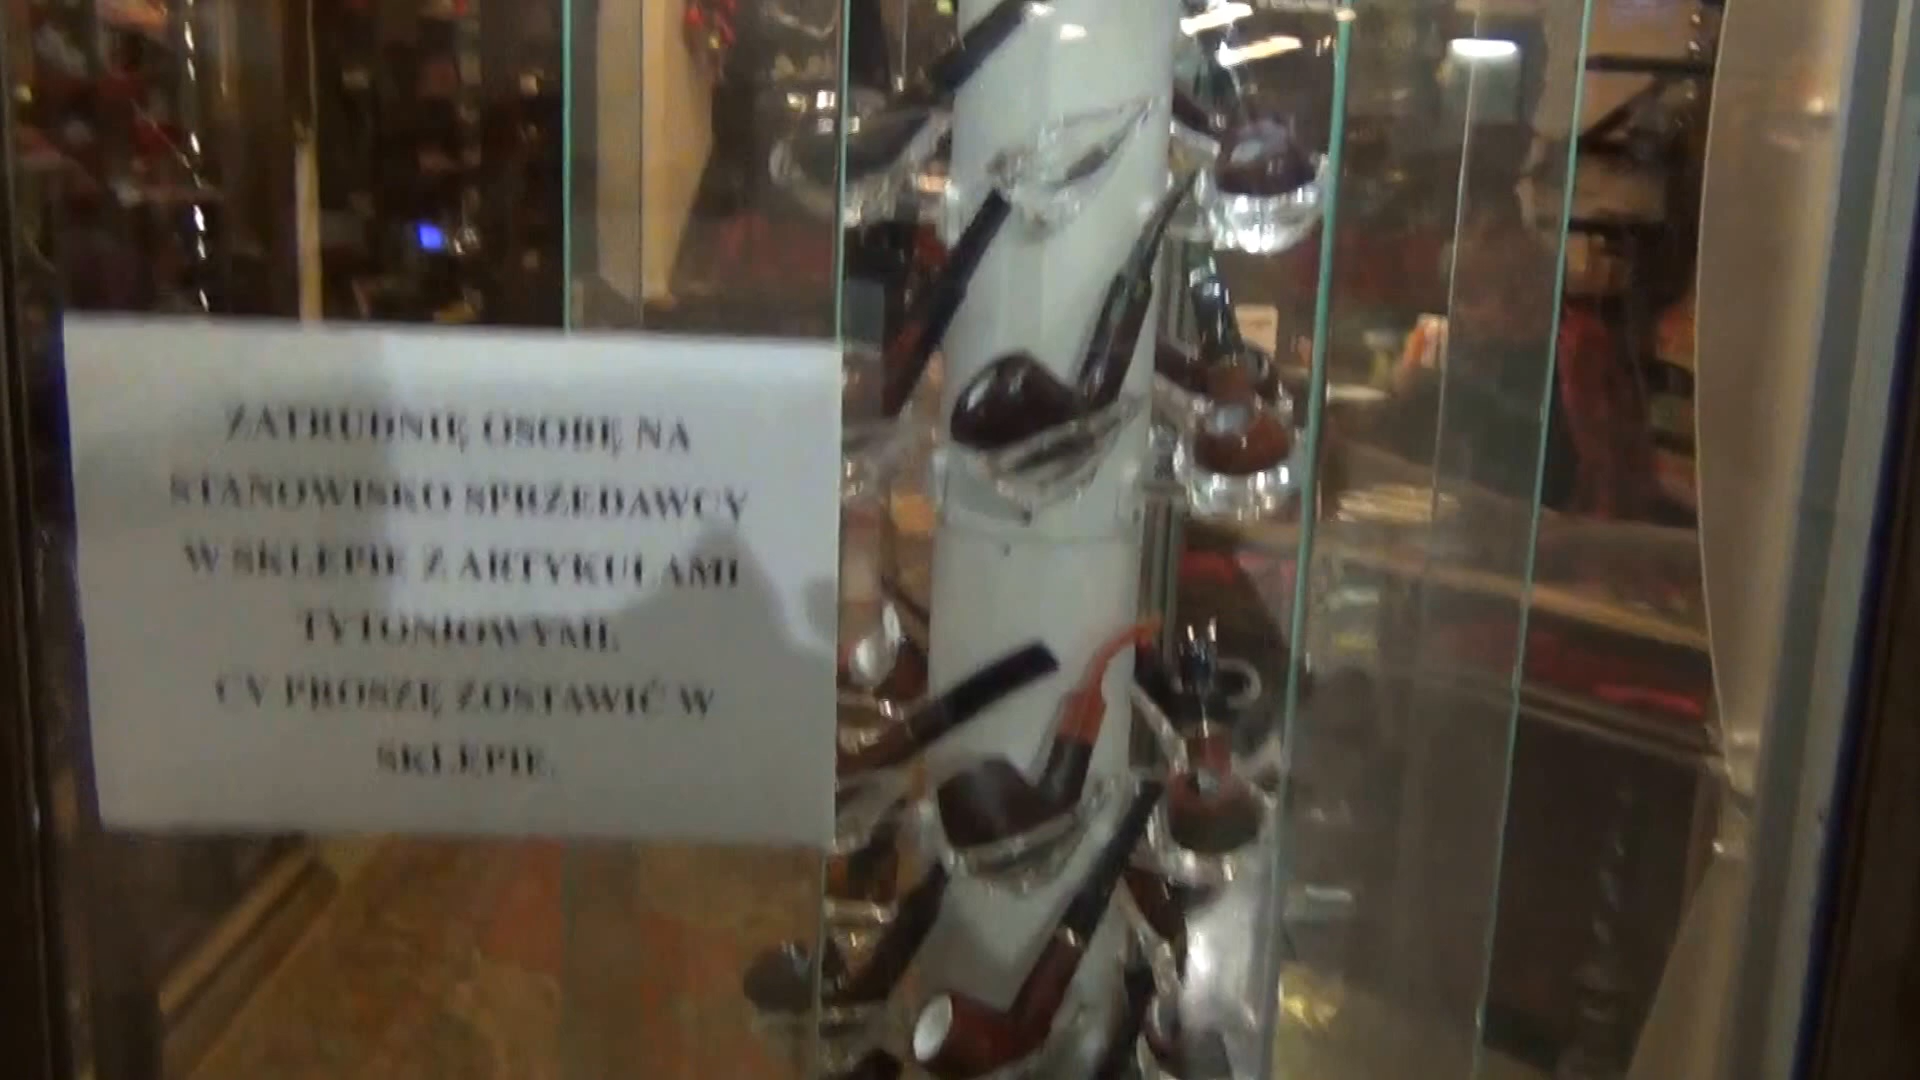 ZATRUDNIĘ OSOBĘ NA
STANOWISKO SPRZEDAWCY
W SKLEPIE Z ARTYKUŁAMI
TYTONIOWYMI.
CV PROSZĘ ZOSTAWIĆ W
SKLEPIE.